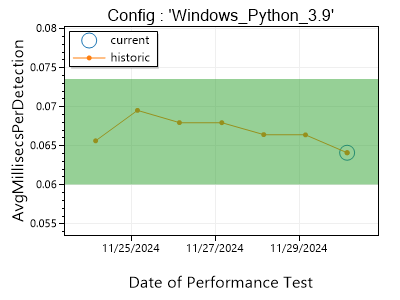 Config : 'Windows_Python_3.9'
current
historic
AvgMillisecsPerDetection
0.08
0.075
0.07
0.065
0.06
0.055
11/25/2024
11/27/2024
11/29/2024
Date of Performance Test